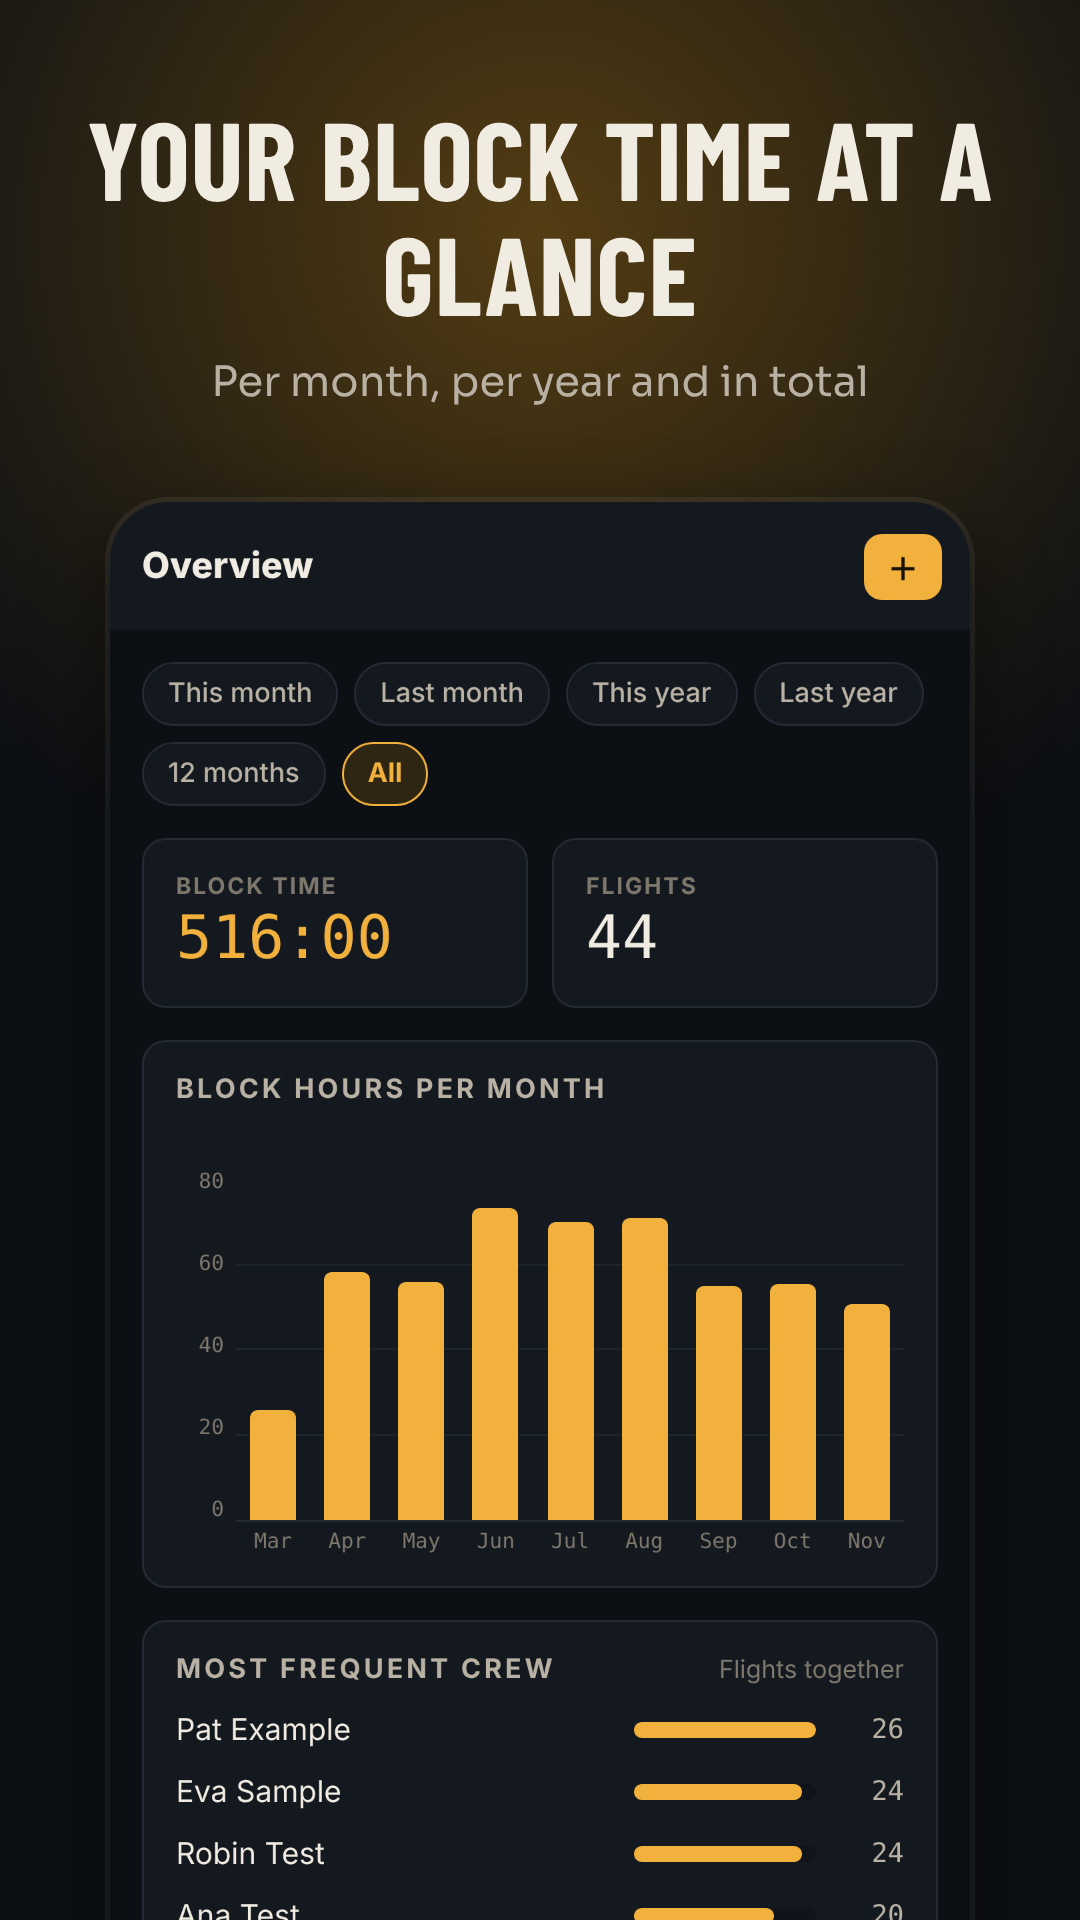 YOUR BLOCK TIME AT A
GLANCE
Per month, per year and in total
Overview
+
This month
Last month
This year
Last year
12 months
All
BLOCK TIME
FLIGHTS
516:00
44
BLOCK HOURS PER MONTH
80
60
40
20
0
Mar Apr May Jun Jul Aug Sep Oct Nov
MOST FREQUENT CREW
Flights together
Pat Example 26
Eva Sample 24
Robin Test 24
Ana Test 20